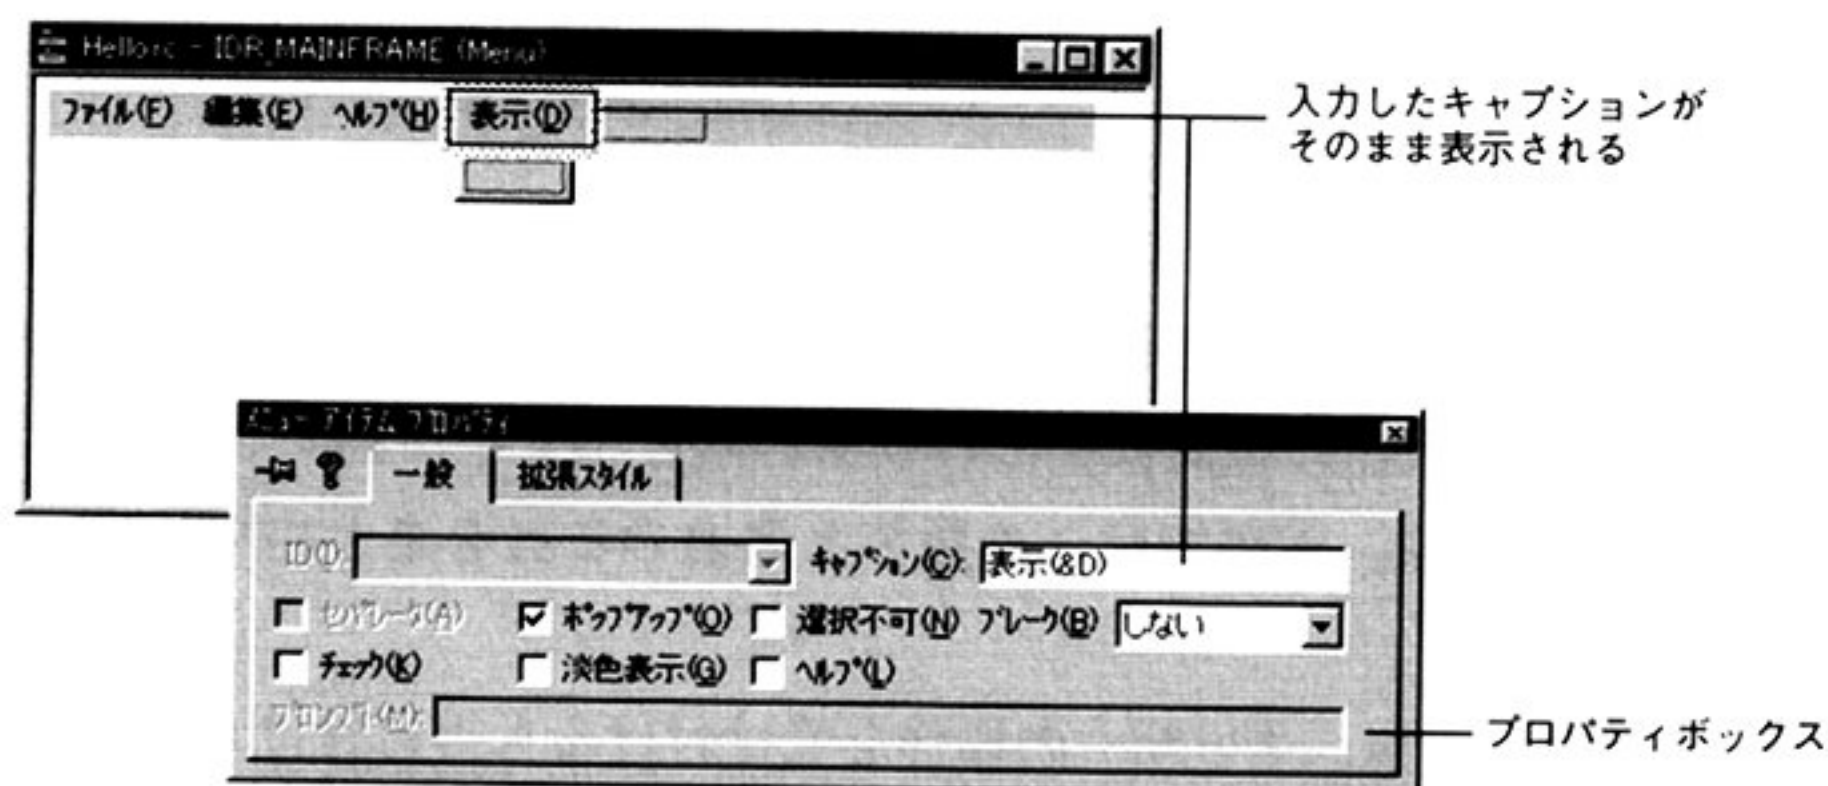 Hello.rc - IDR_MAINFRAME (Menu)
ファイル(F) 編集(E) ヘルプ(H) 表示(D)
入力したキャプションが
そのまま表示される
メニュー アイテム プロパティ
? 一般 拡張スタイル
ID(I): キャプション(C): 表示(&D)
セパレータ(A) ポップアップ(O) 選択不可(N) ブレーク(B) しない
チェック(K) 淡色表示(G) ヘルプ(L)
プロンプト(M):
プロパティボックス